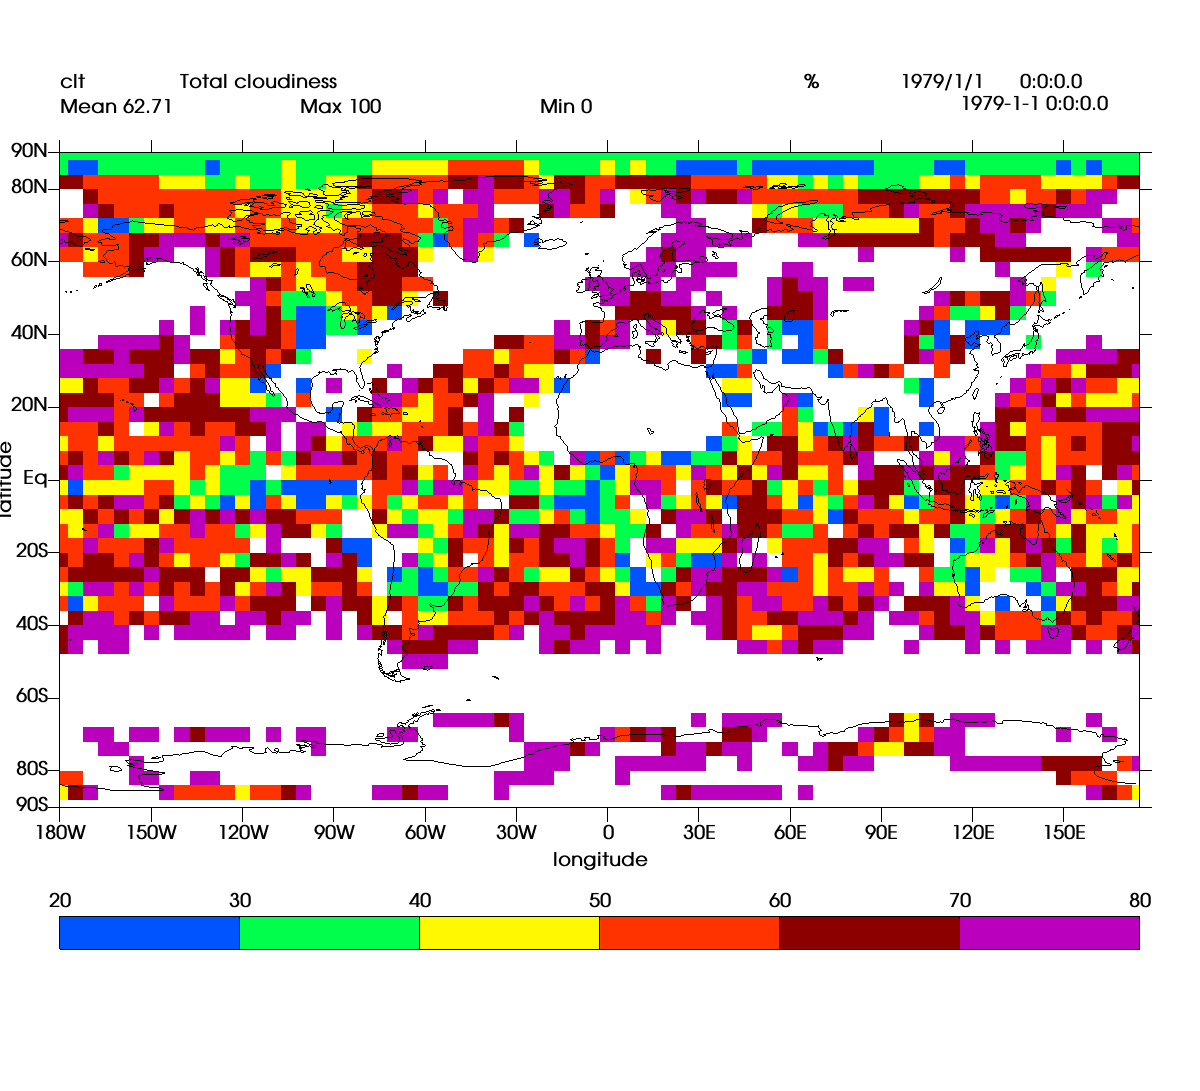 clt Total cloudiness % 1979/1/1 0:0:0.0
Mean 62.71 Max 100 Min 0 1979-1-1 0:0:0.0
90N
80N
60N
40N
20N
Eq
20S
40S
60S
80S
90S
latitude
180W 150W 120W 90W 60W 30W 0 30E 60E 90E 120E 150E
longitude
20 30 40 50 60 70 80